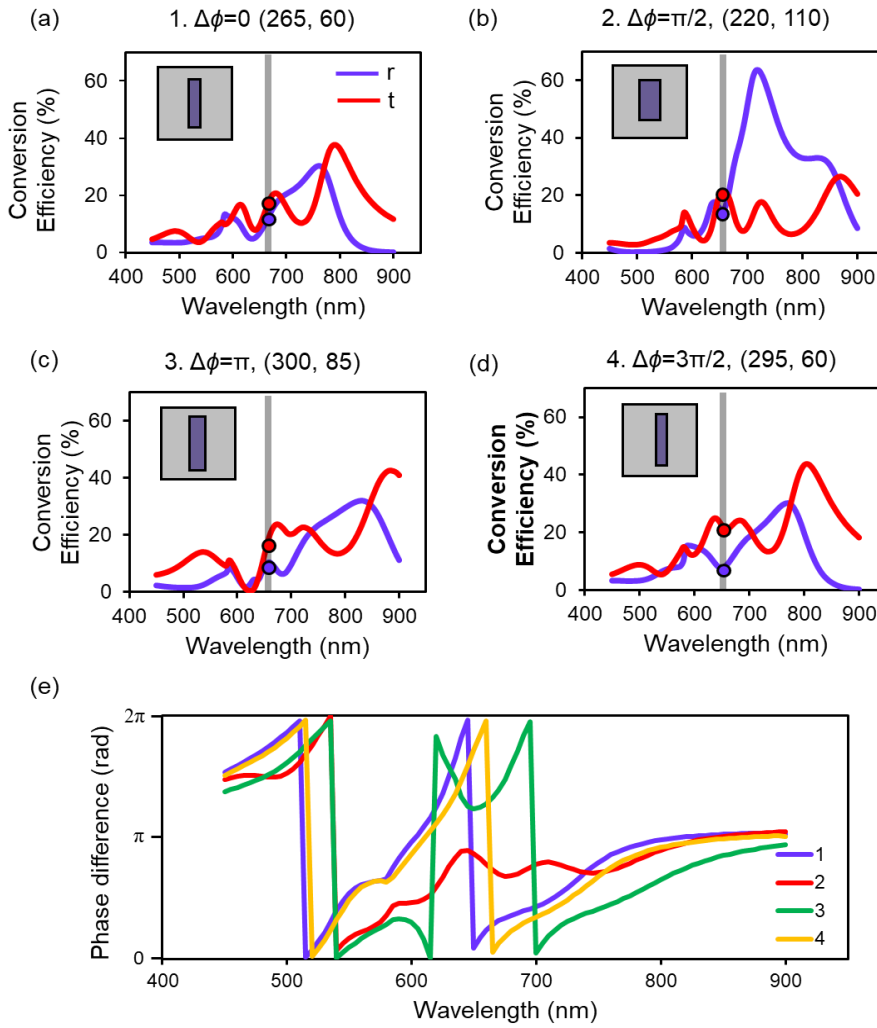 (a)
1. Δϕ=0 (265, 60)
Conversion
Efficiency (%)
60
40
20
0
r
t
400 500 600 700 800 900
Wavelength (nm)
(b)
2. Δϕ=π/2, (220, 110)
Conversion
Efficiency (%)
60
40
20
0
400 500 600 700 800 900
Wavelength (nm)
(c)
3. Δϕ=π, (300, 85)
Conversion
Efficiency (%)
60
40
20
0
400 500 600 700 800 900
Wavelength (nm)
(d)
4. Δϕ=3π/2, (295, 60)
Conversion
Efficiency (%)
60
40
20
0
400 500 600 700 800 900
Wavelength (nm)
(e)
Phase difference (rad)
2π
π
0
1
2
3
4
400 500 600 700 800 900
Wavelength (nm)